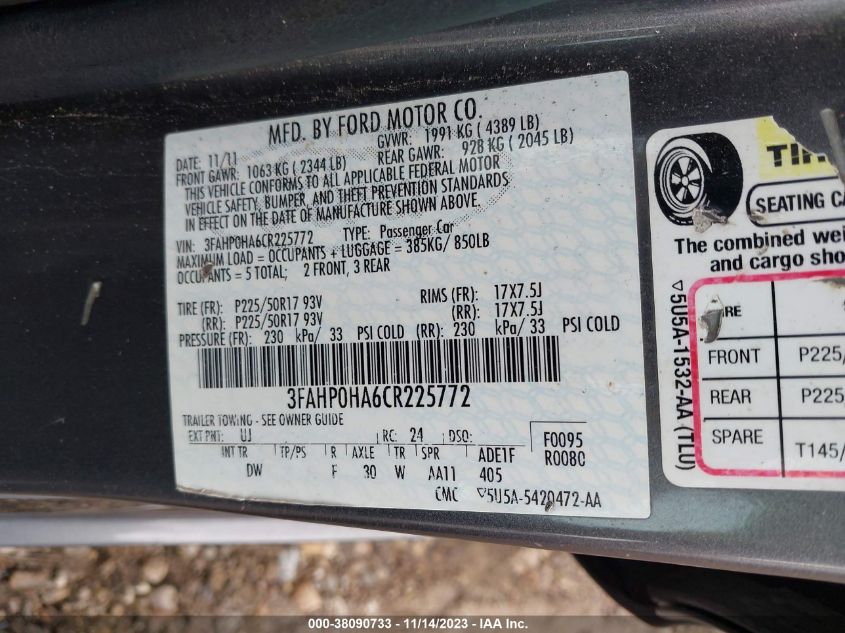 MFD. BY FORD MOTOR CO.
DATE: 11/11 GVWR: 1991 KG ( 4389 LB)
FRONT GAWR: 1063 KG ( 2344 LB) REAR GAWR: 928 KG ( 2045 LB)
THIS VEHICLE CONFORMS TO ALL APPLICABLE FEDERAL MOTOR
VEHICLE SAFETY, BUMPER, AND THEFT PREVENTION STANDARDS
IN EFFECT ON THE DATE OF MANUFACTURE SHOWN ABOVE.
VIN: 3FAHP0HA6CR225772 TYPE: Passenger Car
MAXIMUM LOAD = OCCUPANTS + LUGGAGE = 385KG/ 850LB
OCCUPANTS = 5 TOTAL; 2 FRONT, 3 REAR
TIRE (FR): P225/50R17 93V RIMS (FR): 17X7.5J
(RR): P225/50R17 93V (RR): 17X7.5J
PRESSURE (FR): 230 kPa/ 33 PSI COLD (RR): 230 kPa/ 33 PSI COLD
3FAHP0HA6CR225772
TRAILER TOWING - SEE OWNER GUIDE
EXT PNT: UJ RC: 24 DSO: F0095
R0080
INT TR TP/PS R AXLE TR SPR ADE1F
DW F 30 W AA11 405
CMC ▽5U5A-5420472-AA
TIR
SEATING CA
The combined wei
and cargo sho
▽5U5A-1532-AA (TLU)
RE
FRONT P225/
REAR P225/
SPARE T145/
000-38090733 - 11/14/2023 - IAA Inc.